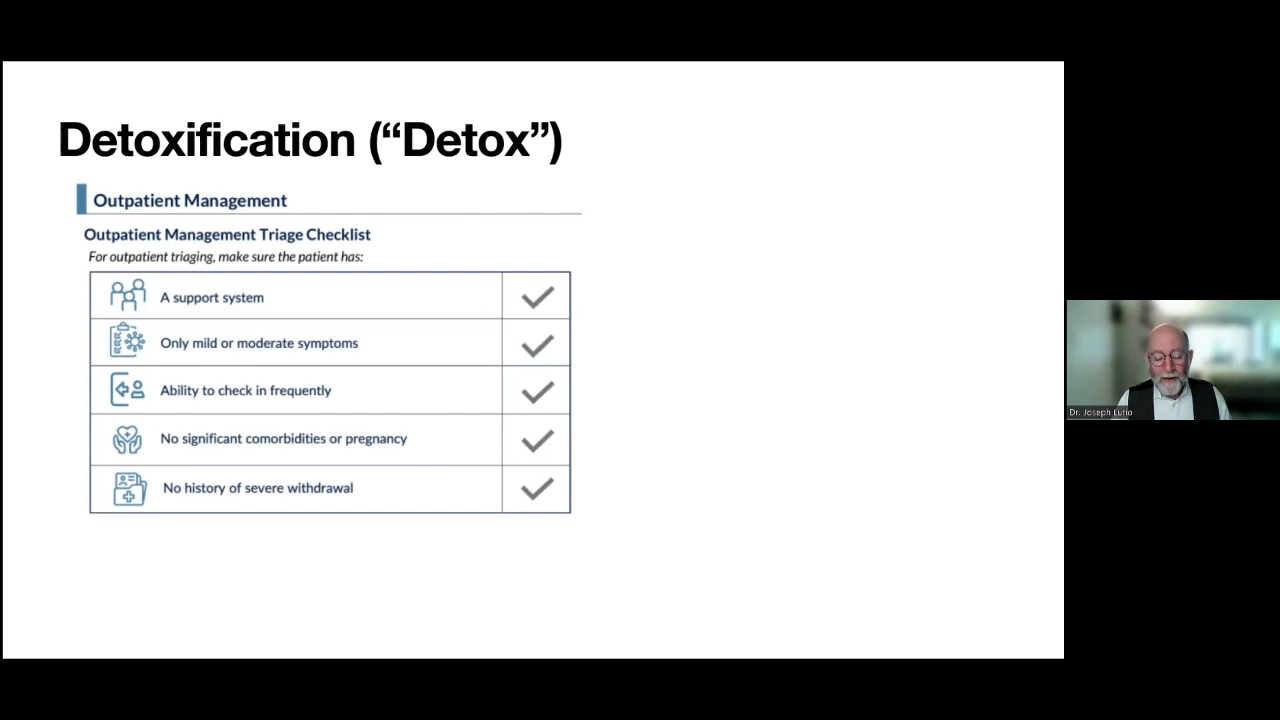 Detoxification (“Detox”)
Outpatient Management
Outpatient Management Triage Checklist
For outpatient triaging, make sure the patient has:
A support system
Only mild or moderate symptoms
Ability to check in frequently
No significant comorbidities or pregnancy
No history of severe withdrawal
Dr. Joseph Lurio